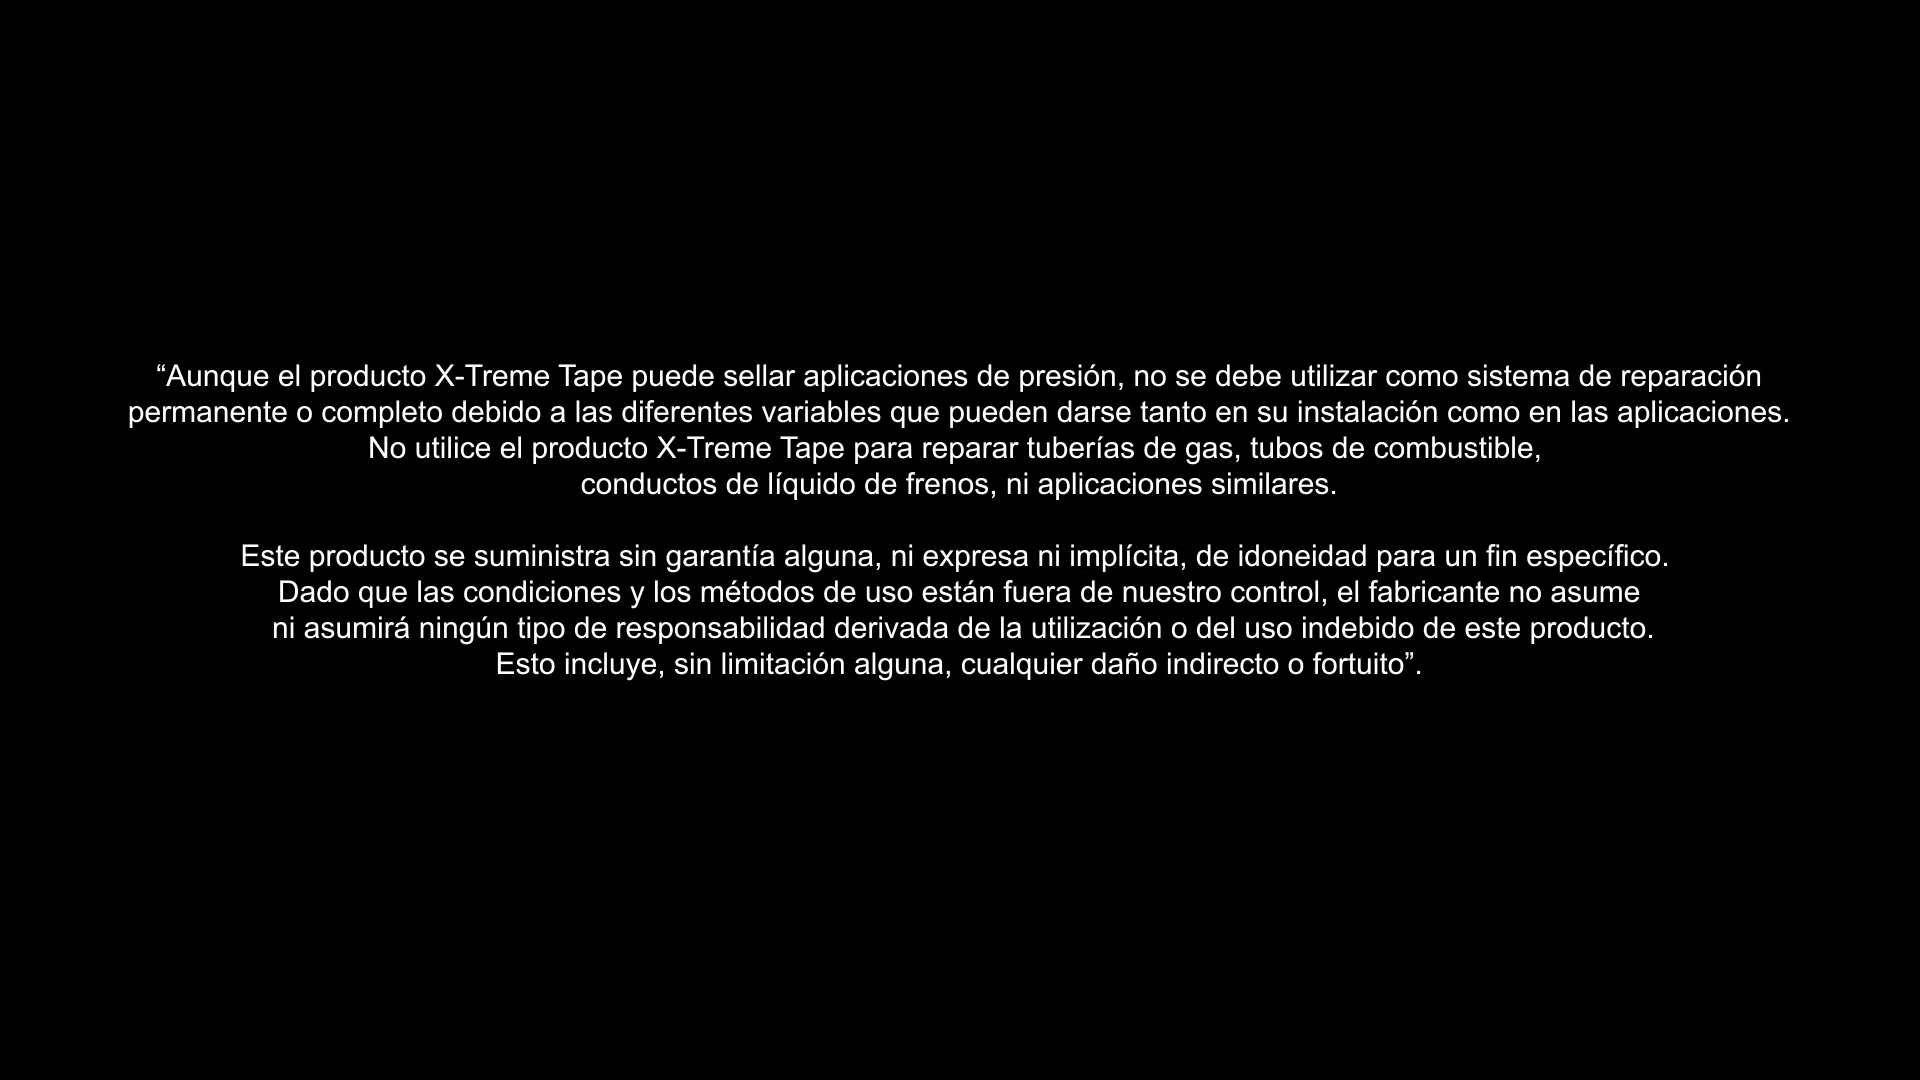 “Aunque el producto X-Treme Tape puede sellar aplicaciones de presión, no se debe utilizar como sistema de reparación
permanente o completo debido a las diferentes variables que pueden darse tanto en su instalación como en las aplicaciones.
No utilice el producto X-Treme Tape para reparar tuberías de gas, tubos de combustible,
conductos de líquido de frenos, ni aplicaciones similares.
Este producto se suministra sin garantía alguna, ni expresa ni implícita, de idoneidad para un fin específico.
Dado que las condiciones y los métodos de uso están fuera de nuestro control, el fabricante no asume
ni asumirá ningún tipo de responsabilidad derivada de la utilización o del uso indebido de este producto.
Esto incluye, sin limitación alguna, cualquier daño indirecto o fortuito”.